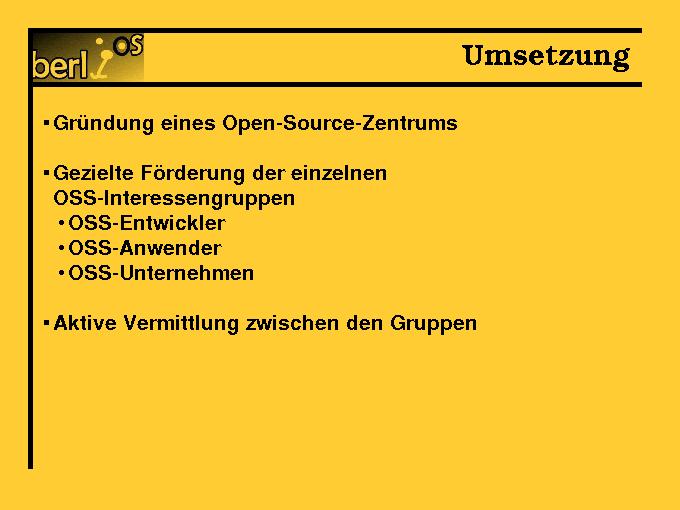 berliOS
Umsetzung
▪Gründung eines Open-Source-Zentrums
▪Gezielte Förderung der einzelnen
OSS-Interessengruppen
•OSS-Entwickler
•OSS-Anwender
•OSS-Unternehmen
▪Aktive Vermittlung zwischen den Gruppen